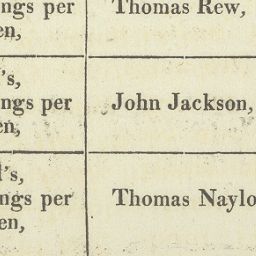 ngs per
en,
Thomas Rew,
's,
ngs per
en,
John Jackson,
's,
ngs per
en,
Thomas Naylo